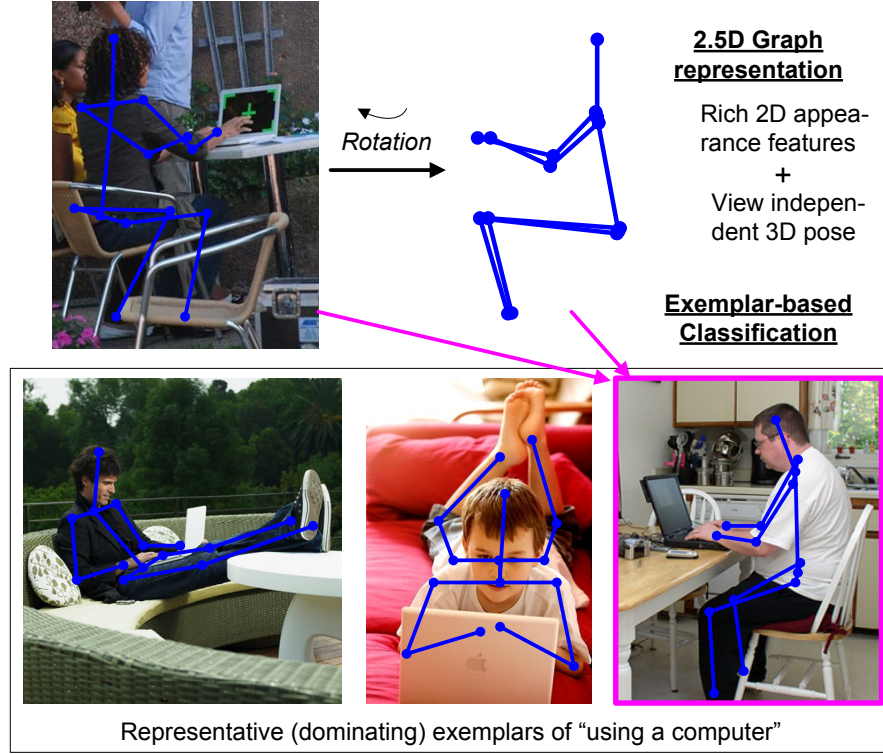 2.5D Graph
representation
Rich 2D appea-
rance features
+
View indepen-
dent 3D pose
Rotation
Exemplar-based
Classification
Representative (dominating) exemplars of “using a computer”